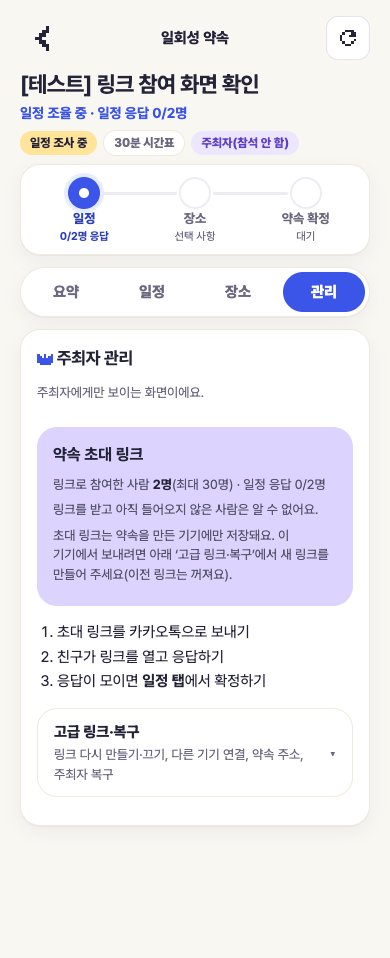 일회성 약속
[테스트] 링크 참여 화면 확인
일정 조율 중 · 일정 응답 0/2명
일정 조사 중
30분 시간표
주최자(참석 안 함)
일정
장소
약속 확정
0/2명 응답
선택 사항
대기
요약
일정
장소
관리
주최자 관리
주최자에게만 보이는 화면이에요.
약속 초대 링크
링크로 참여한 사람 2명(최대 30명) · 일정 응답 0/2명
링크를 받고 아직 들어오지 않은 사람은 알 수 없어요.
초대 링크는 약속을 만든 기기에만 저장돼요. 이
기기에서 보내려면 아래 ‘고급 링크·복구’에서 새 링크를
만들어 주세요(이전 링크는 꺼져요).
1. 초대 링크를 카카오톡으로 보내기
2. 친구가 링크를 열고 응답하기
3. 응답이 모이면 일정 탭에서 확정하기
고급 링크·복구
링크 다시 만들기·끄기, 다른 기기 연결, 약속 주소,
주최자 복구